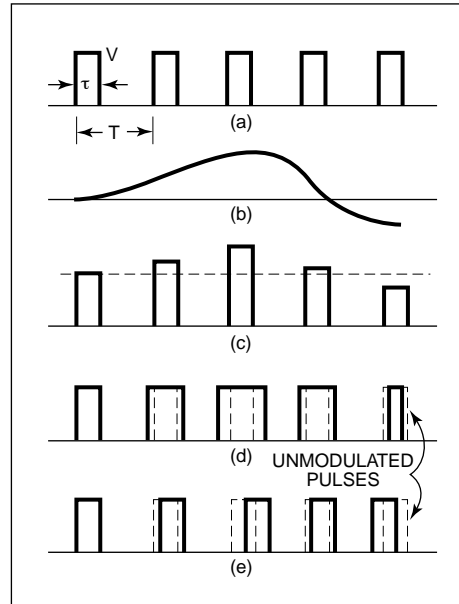 V
τ
T
(a)
(b)
(c)
(d)
UNMODULATED
PULSES
(e)